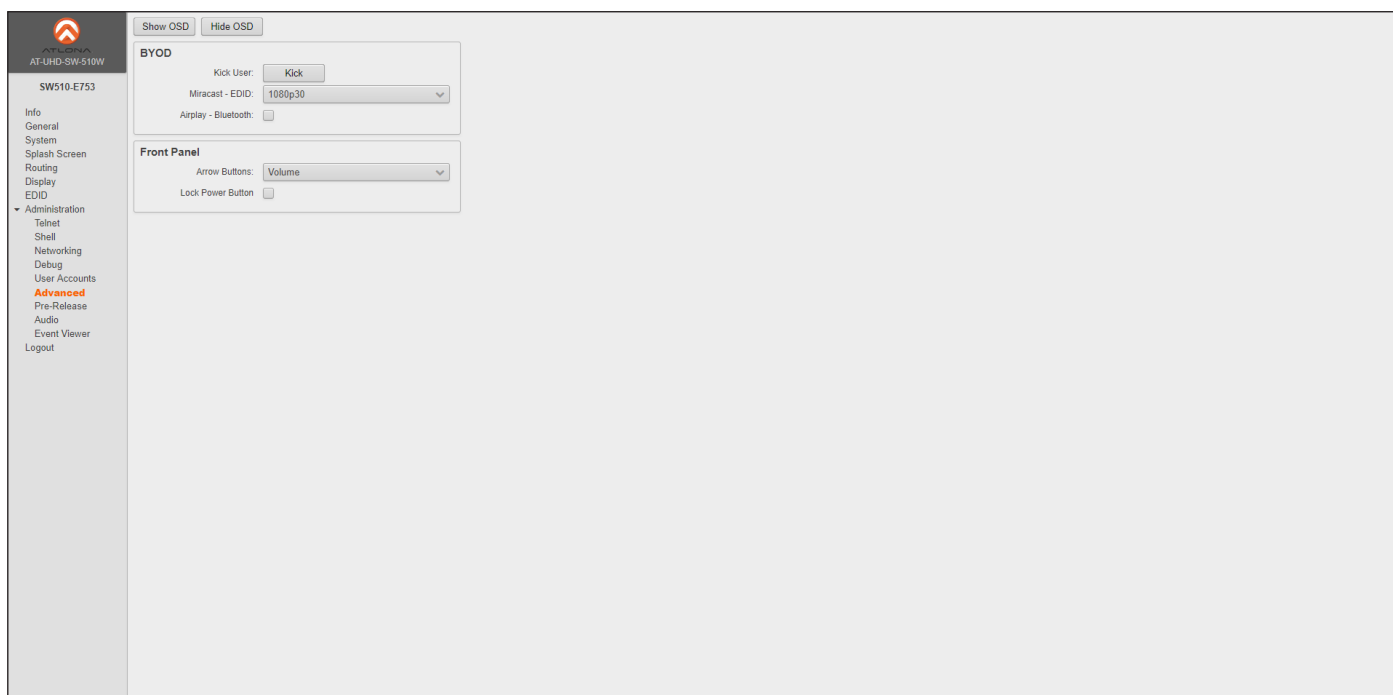 ATLONA
AT-UHD-SW-510W
SW510-E753
Info
General
System
Splash Screen
Routing
Display
EDID
Administration
Telnet
Shell
Networking
Debug
User Accounts
Advanced
Pre-Release
Audio
Event Viewer
Logout
Show OSD Hide OSD
BYOD
Kick User: Kick
Miracast - EDID: 1080p30
Airplay - Bluetooth:
Front Panel
Arrow Buttons: Volume
Lock Power Button